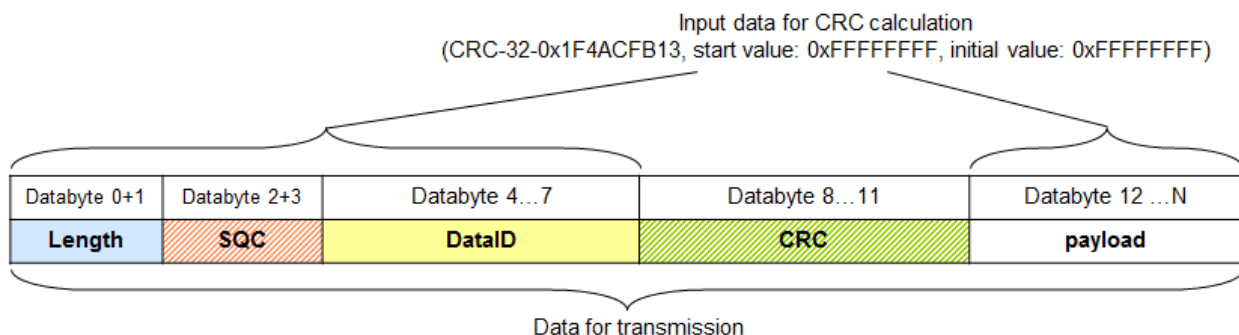 Input data for CRC calculation
(CRC-32-0x1F4ACFB13, start value: 0xFFFFFFFF, initial value: 0xFFFFFFFF)
Databyte 0+1 Databyte 2+3 Databyte 4…7 Databyte 8…11 Databyte 12 …N
Length SQC DataID CRC payload
Data for transmission